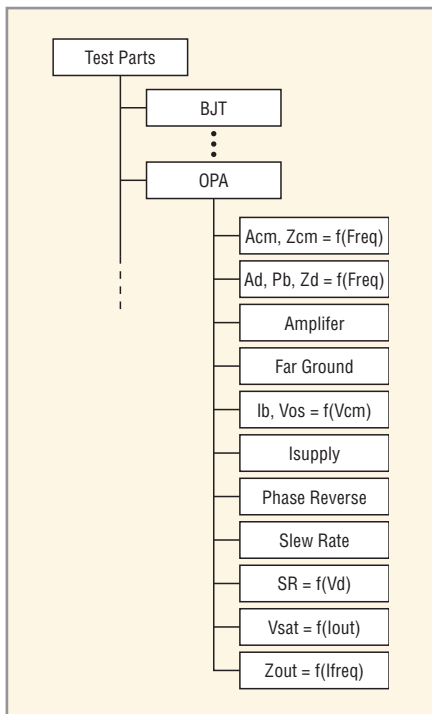 Test Parts
BJT
OPA
Acm, Zcm = f(Freq)
Ad, Pb, Zd = f(Freq)
Amplifer
Far Ground
Ib, Vos = f(Vcm)
Isupply
Phase Reverse
Slew Rate
SR = f(Vd)
Vsat = f(Iout)
Zout = f(Ifreq)